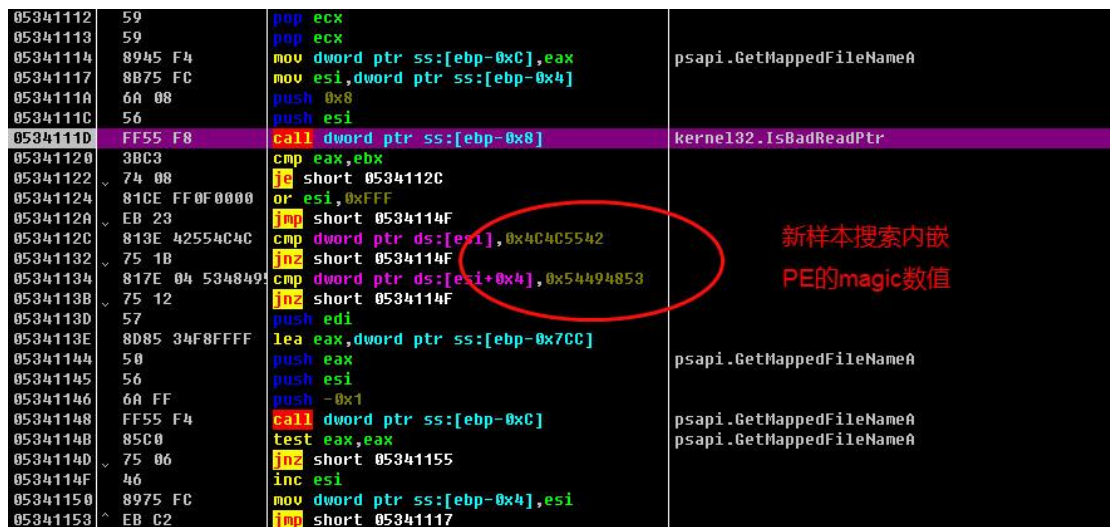 05341112 59 pop ecx
05341113 59 pop ecx
05341114 8945 F4 mov dword ptr ss:[ebp-0xC],eax psapi.GetMappedFileNameA
05341117 8B75 FC mov esi,dword ptr ss:[ebp-0x4]
0534111A 6A 08 push 0x8
0534111C 56 push esi
0534111D FF55 F8 call dword ptr ss:[ebp-0x8] kernel32.IsBadReadPtr
05341120 3BC3 cmp eax,ebx
05341122 74 08 je short 0534112C
05341124 81CE FF0F0000 or esi,0xFFF
0534112A EB 23 jmp short 0534114F
0534112C 813E 42554C4C cmp dword ptr ds:[esi],0x4C4C5542
05341132 75 1B jnz short 0534114F
05341134 817E 04 5348495 cmp dword ptr ds:[esi+0x4],0x54494853
0534113B 75 12 jnz short 0534114F
0534113D 57 push edi
0534113E 8D85 34F8FFFF lea eax,dword ptr ss:[ebp-0x7CC]
05341144 50 push eax psapi.GetMappedFileNameA
05341145 56 push esi
05341146 6A FF push -0x1
05341148 FF55 F4 call dword ptr ss:[ebp-0xC] psapi.GetMappedFileNameA
0534114B 85C0 test eax,eax psapi.GetMappedFileNameA
0534114D 75 06 jnz short 05341155
0534114F 46 inc esi
05341150 8975 FC mov dword ptr ss:[ebp-0x4],esi
05341153 ^ EB C2 jmp short 05341117
新样本搜索内嵌
PE的magic数值